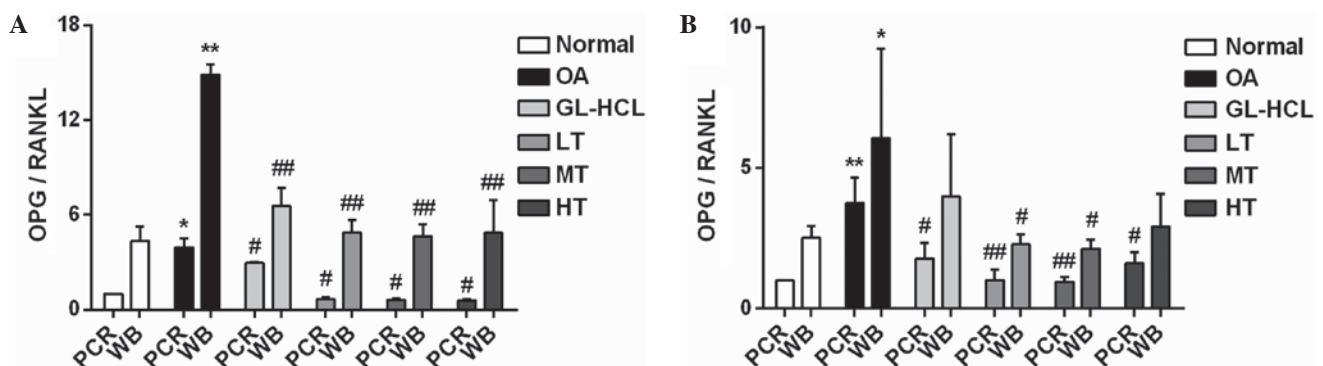 A
OPG / RANKL
18
12
6
0
*
**
#
##
#
##
#
##
#
##
PCR
WB
PCR
WB
PCR
WB
PCR
WB
PCR
WB
PCR
WB
Normal
OA
GL-HCL
LT
MT
HT
B
OPG / RANKL
10
5
0
**
*
#
##
#
##
#
#
PCR
WB
PCR
WB
PCR
WB
PCR
WB
PCR
WB
PCR
WB
Normal
OA
GL-HCL
LT
MT
HT